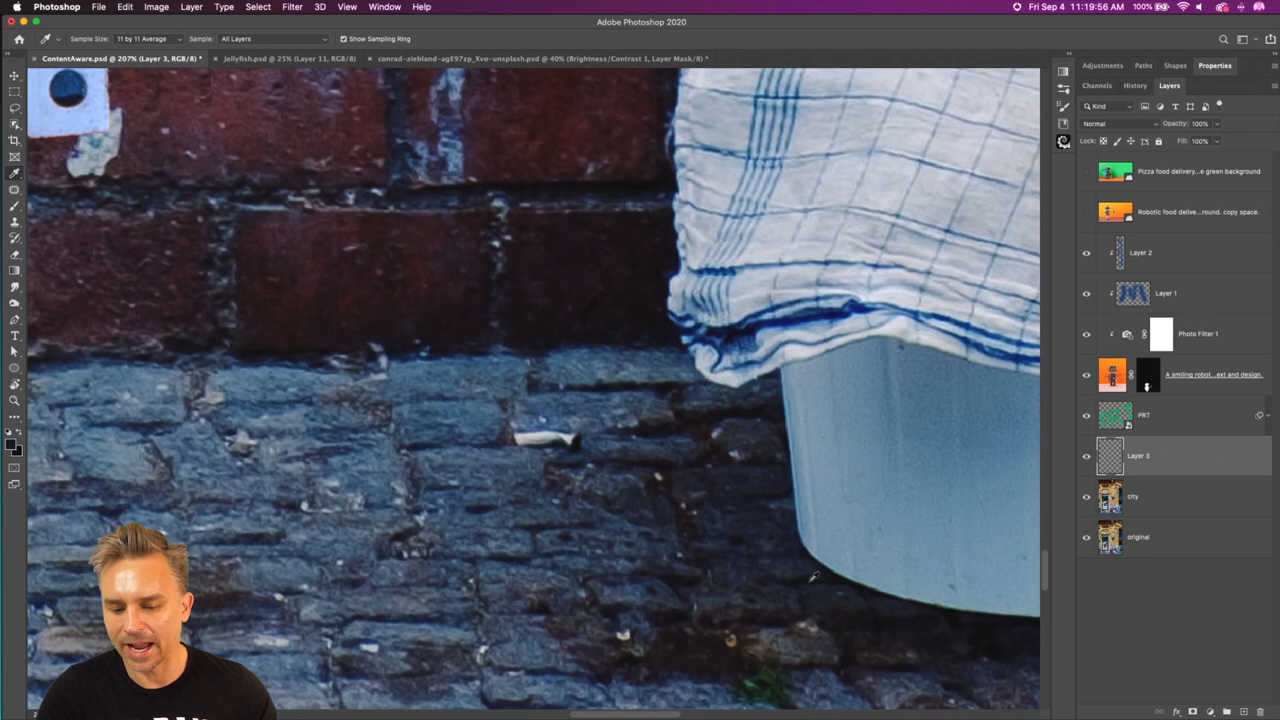 Photoshop File Edit Image Layer Type Select Filter 3D View Window Help 100% Fri Sep 4 11:19:56 AM
Adobe Photoshop 2020
Sample Size: 11 by 11 Average Sample: All Layers Show Sampling Ring
ContentAware.psd @ 207% (Layer 3, RGB/8) * Jellyfish.psd @ 25% (Layer 11, RGB/8) conrad-ziebland-agE97zp_Xvo-unsplash.psd @ 40% (Brightness/Contrast 1, Layer Mask/8) *
Adjustments Paths Shapes Properties
Channels History Layers
Kind
Normal Opacity: 100%
Lock: Fill: 100%
Pizza food delivery...e green background
Robotic food delive...round. copy space.
Layer 2
Layer 1
Photo Filter 1
A smiling robot...ext and design.
PRT
Layer 3
city
original